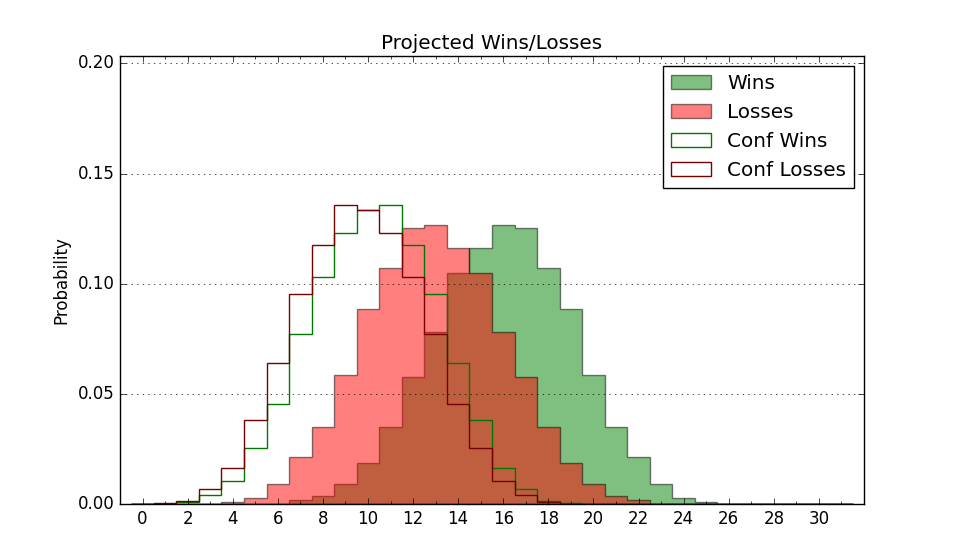 Projected Wins/Losses
0.20
0.15
0.10
0.05
0.00
Probability
Wins
Losses
Conf Wins
Conf Losses
0 2 4 6 8 10 12 14 16 18 20 22 24 26 28 30